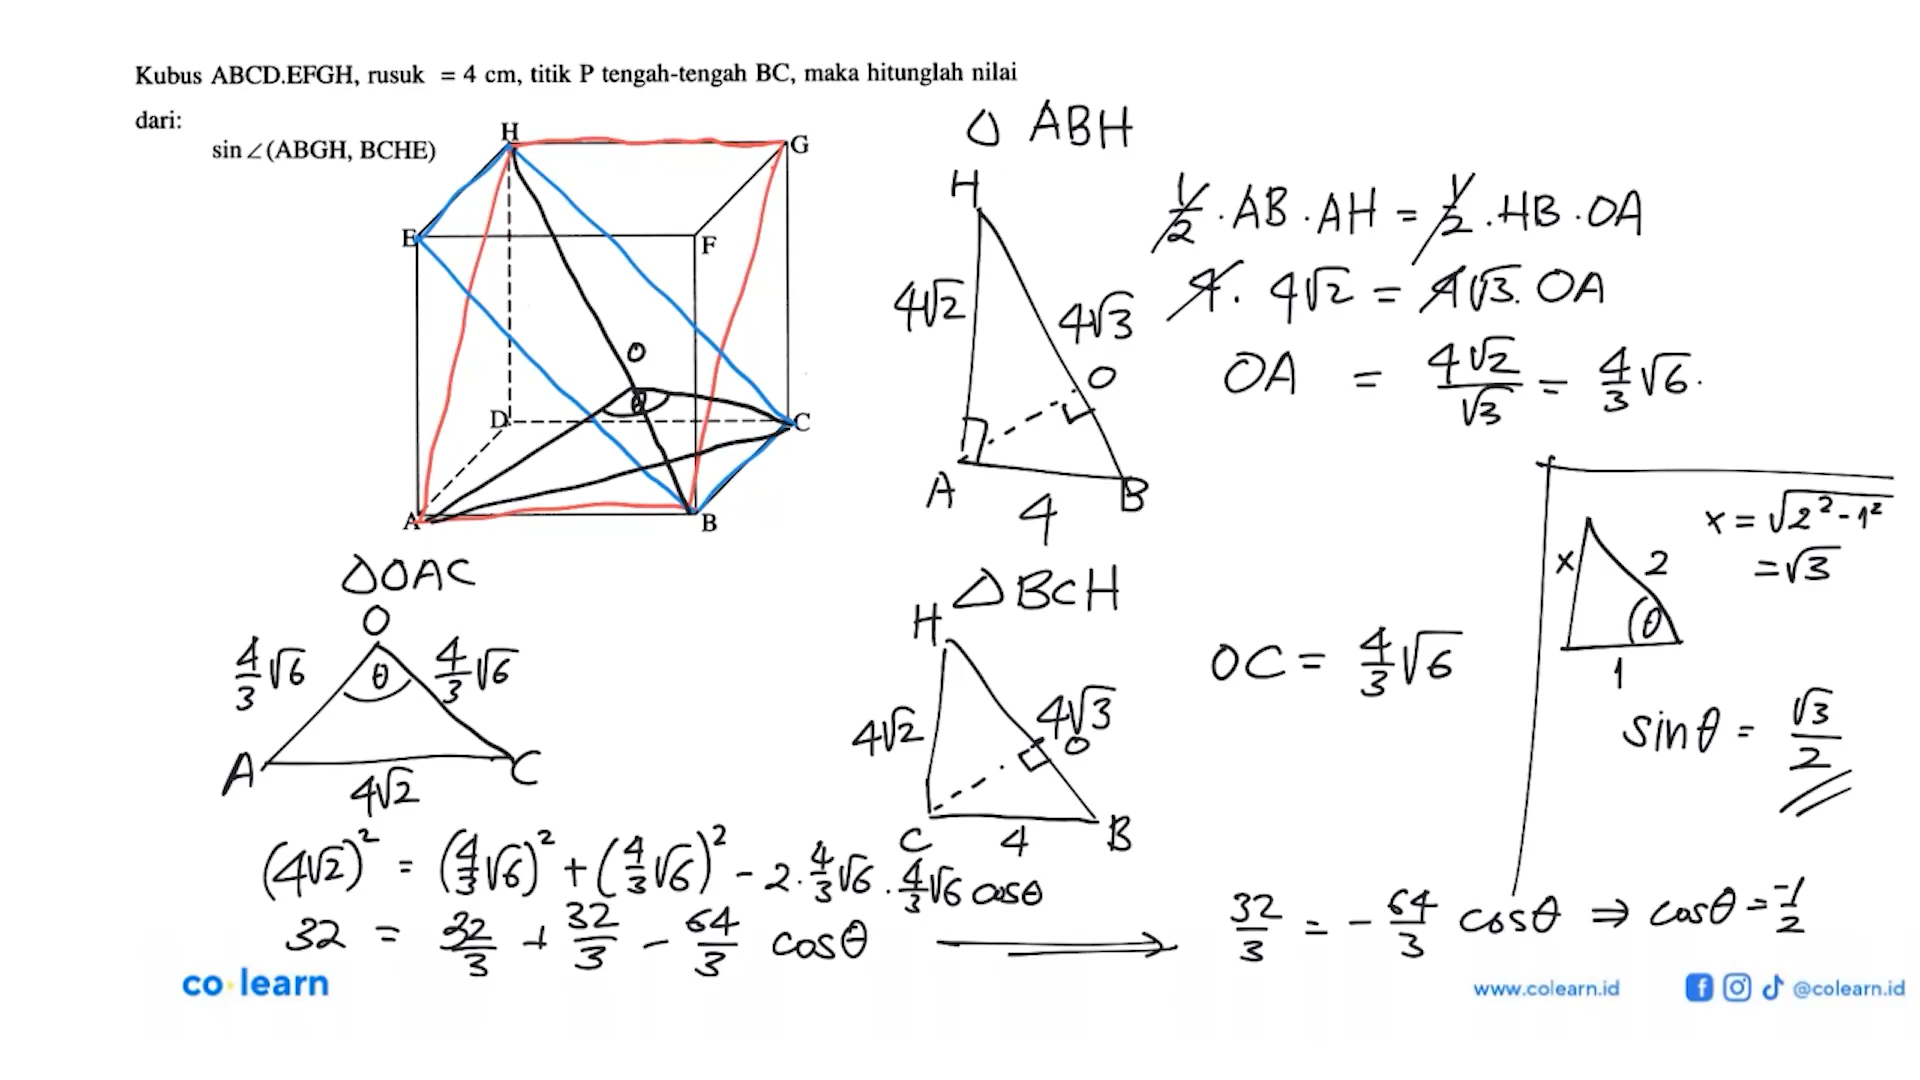 Kubus ABCD.EFGH, rusuk = 4 cm, titik P tengah-tengah BC, maka hitunglah nilai
dari:
sin∠(ABGH, BCHE)
H
G
E
F
O
θ
D
C
A
B
△ ABH
H
4√2
4√3
O
A
B
4
1/2 · AB · AH = 1/2 · HB · OA
4 · 4√2 = 4√3 · OA
OA = 4√2/√3 = 4/3 √6.
△OAC
O
4/3 √6
θ
4/3 √6
A
C
4√2
△ BCH
H
4√2
4√3
O
C
4
B
OC = 4/3 √6
x = √2² - 1²
= √3
x
2
θ
1
sin θ = √3/2
(4√2)² = (4/3 √6)² + (4/3 √6)² - 2 · 4/3 √6 · 4/3 √6 cos θ
32 = 32/3 + 32/3 - 64/3 cos θ → 32/3 = - 64/3 cos θ ⇒ cos θ = -1/2
co learn
www.colearn.id
@colearn.id